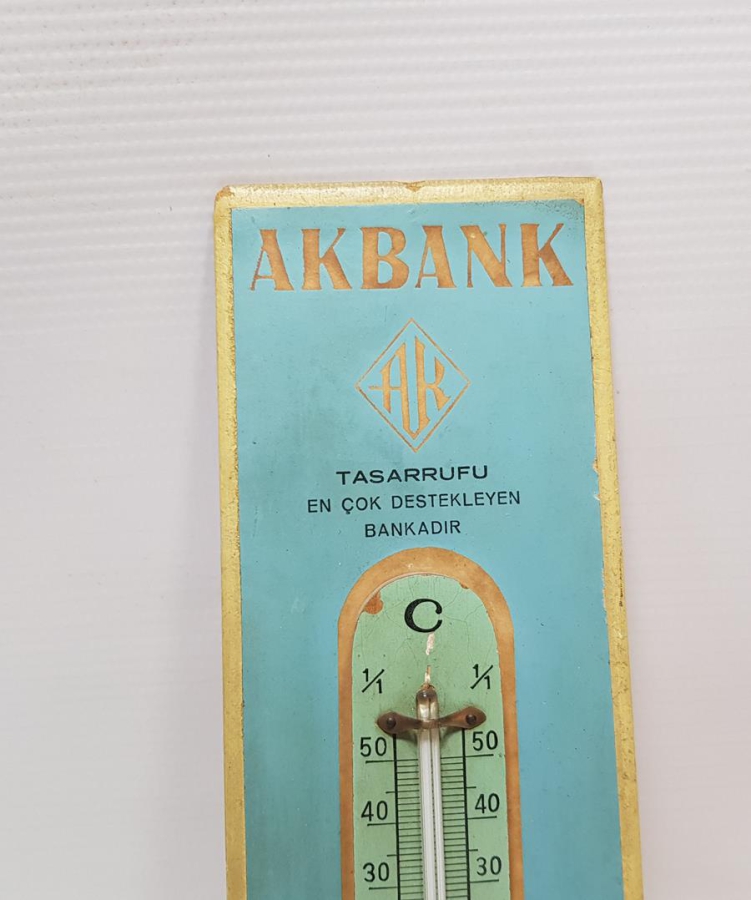 AKBANK
AK
TASARRUFU
EN ÇOK DESTEKLEYEN
BANKADIR
C
1/1 1/1
50 50
40 40
30 30